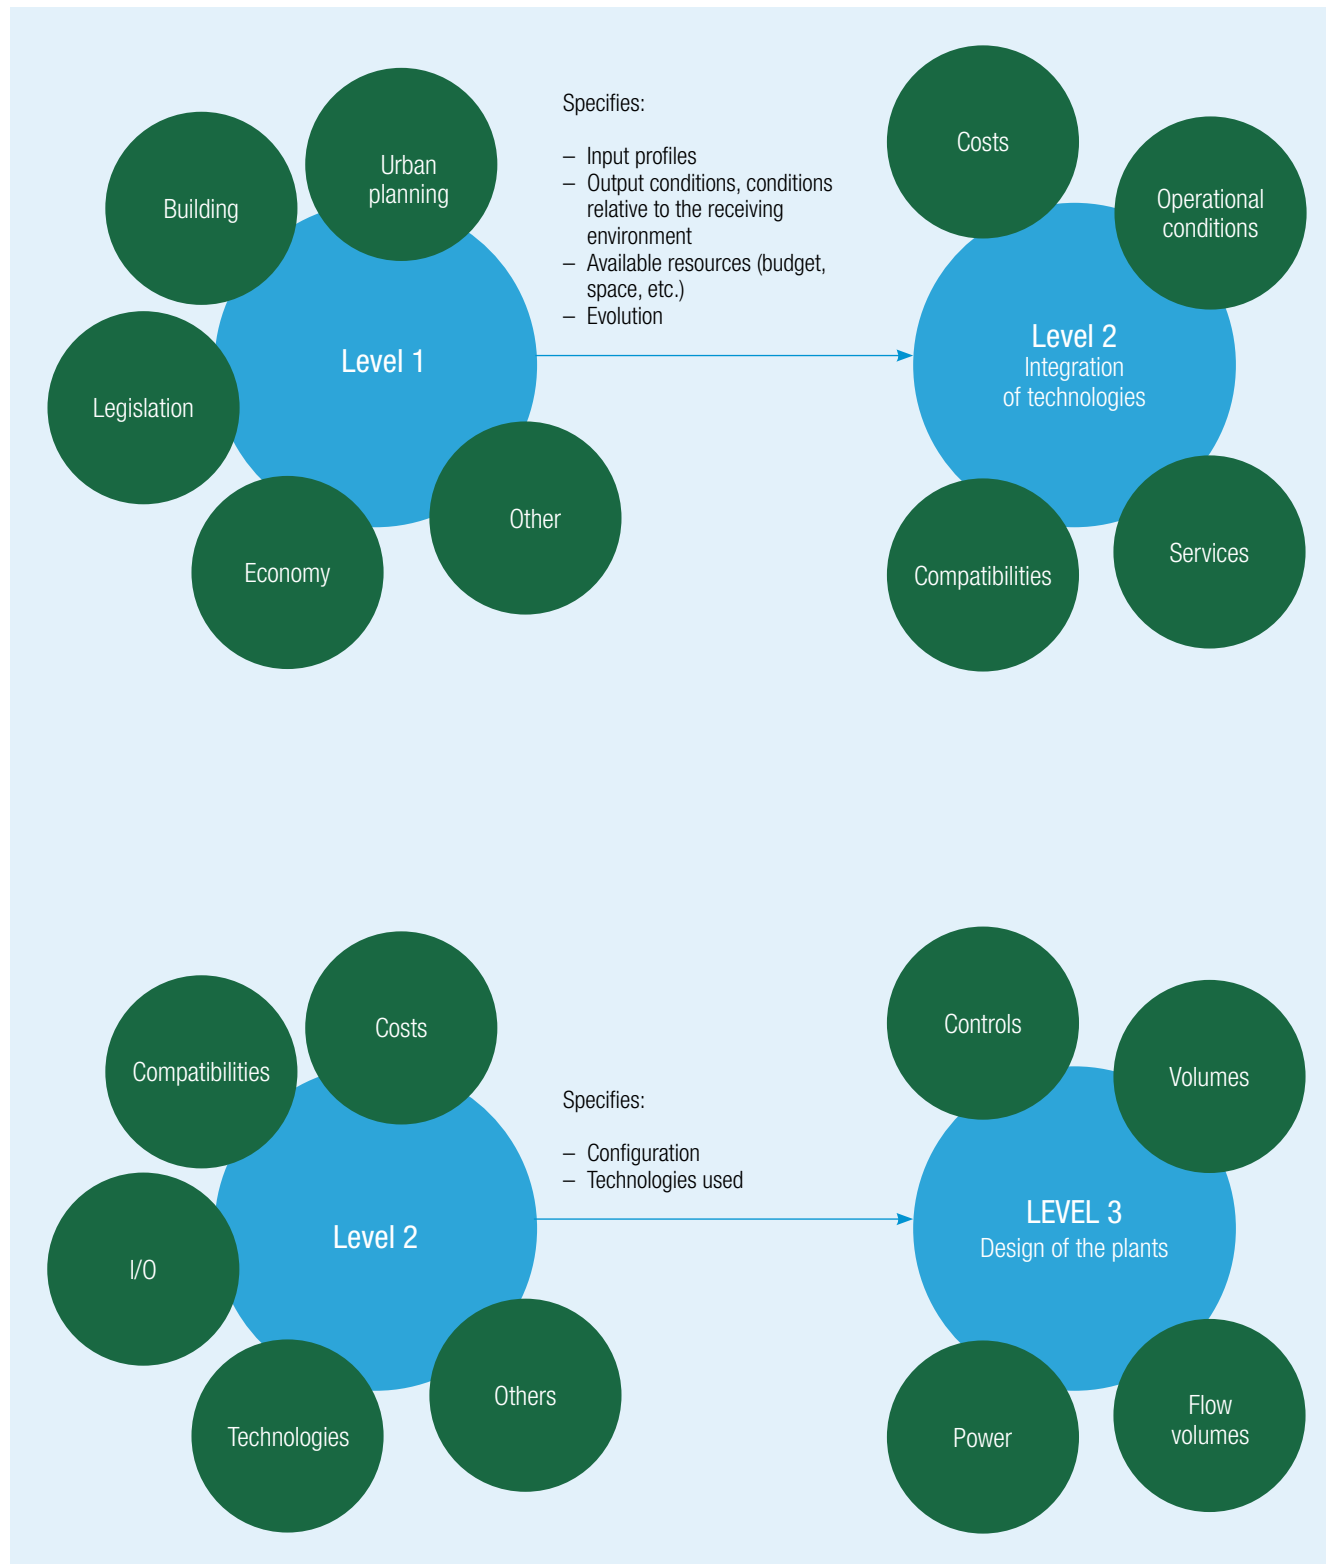 Urban
planning
Building
Legislation
Economy
Other
Level 1
Specifies:
– Input profiles
– Output conditions, conditions
relative to the receiving
environment
– Available resources (budget,
space, etc.)
– Evolution
Costs
Operational
conditions
Level 2
Integration
of technologies
Compatibilities
Services
Costs
Compatibilities
I/O
Technologies
Others
Level 2
Specifies:
– Configuration
– Technologies used
Controls
Volumes
LEVEL 3
Design of the plants
Power
Flow
volumes